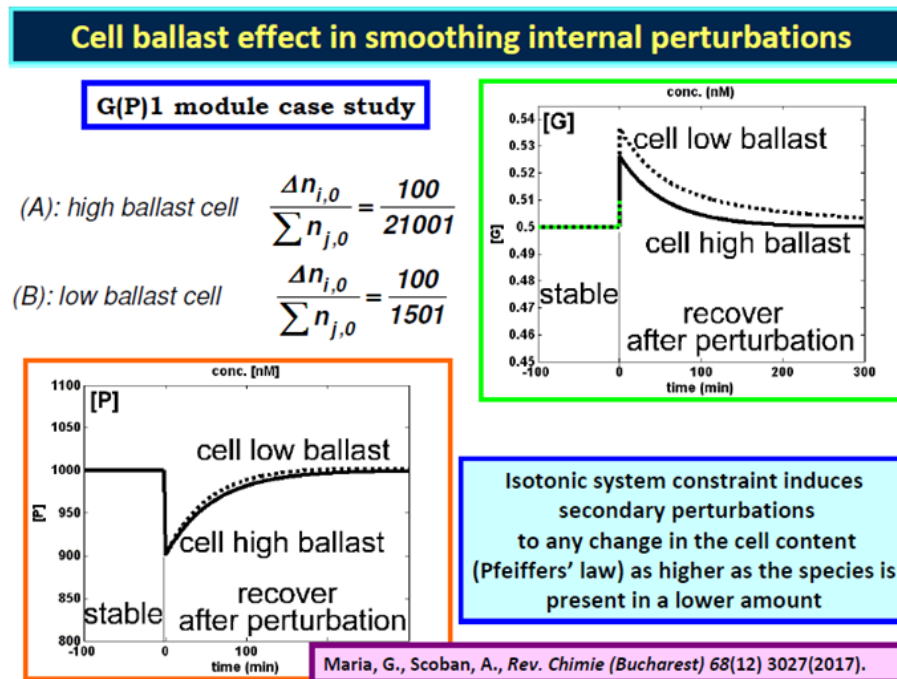 Cell ballast effect in smoothing internal perturbations
G(P)1 module case study
(A): high ballast cell Δn_{i,0} / ∑ n_{j,0} = 100 / 21001
(B): low ballast cell Δn_{i,0} / ∑ n_{j,0} = 100 / 1501
conc. (nM)
[G]
cell low ballast
cell high ballast
stable
recover
after perturbation
[G]
0.54
0.53
0.52
0.51
0.5
0.49
0.48
0.47
0.46
0.45
-100 0 100 200 300
time (min)
conc. [nM]
[P]
cell low ballast
cell high ballast
stable
recover
after perturbation
[P]
1100
1050
1000
950
900
850
800
-100 0 100
time (min)
Isotonic system constraint induces
secondary perturbations
to any change in the cell content
(Pfeiffers’ law) as higher as the species is
present in a lower amount
Maria, G., Scoban, A., Rev. Chimie (Bucharest) 68(12) 3027(2017).